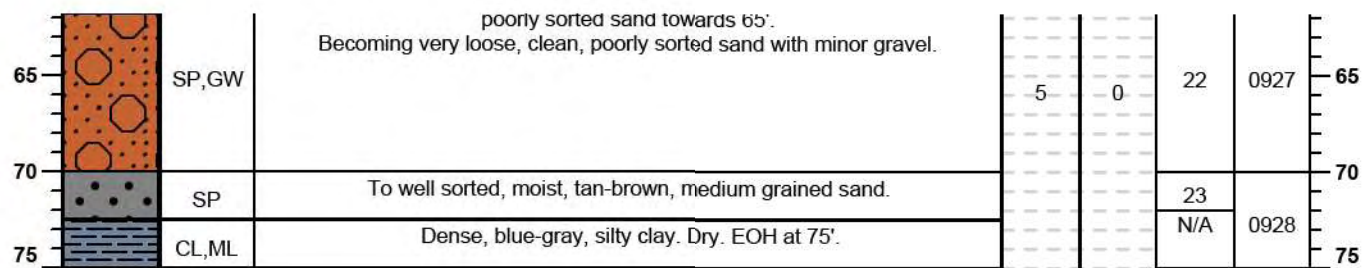 poorly sorted sand towards 65'.
Becoming very loose, clean, poorly sorted sand with minor gravel.
65 SP,GW 5 0 22 0927 65
70 70
SP To well sorted, moist, tan-brown, medium grained sand. 23
N/A 0928
75 CL,ML Dense, blue-gray, silty clay. Dry. EOH at 75'. 75